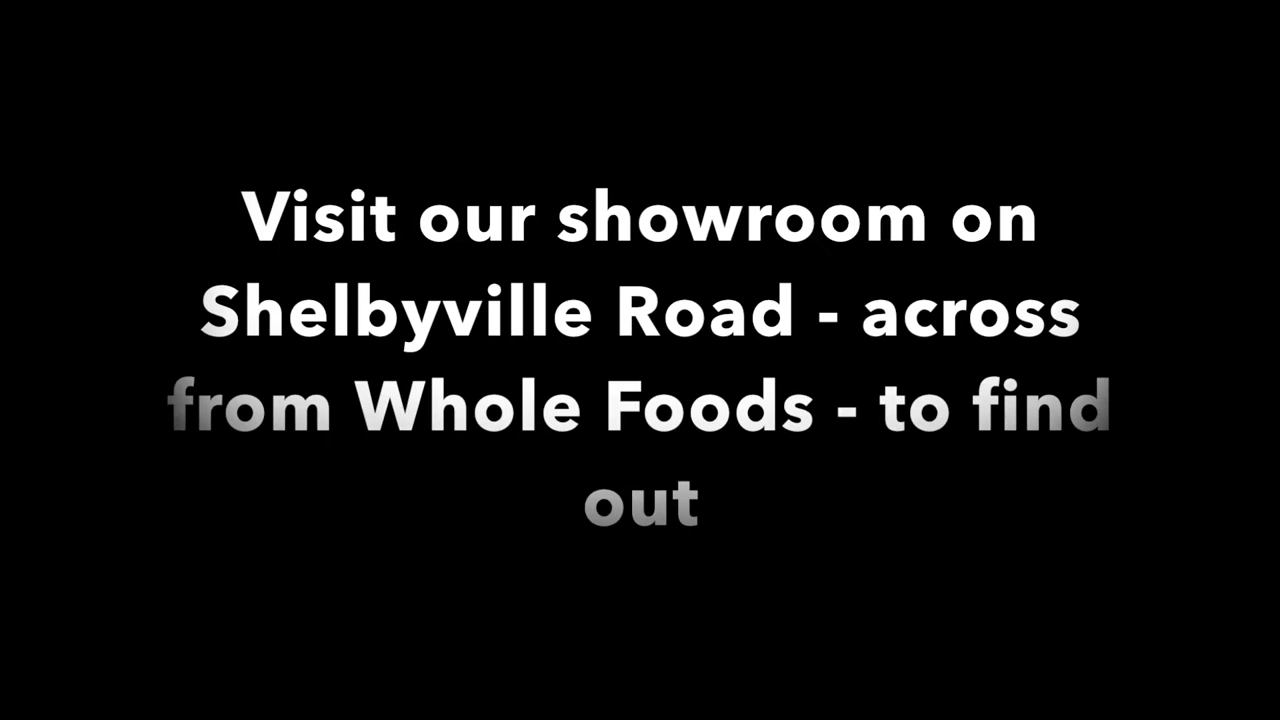 Visit our showroom on
Shelbyville Road - across
from Whole Foods - to find
out